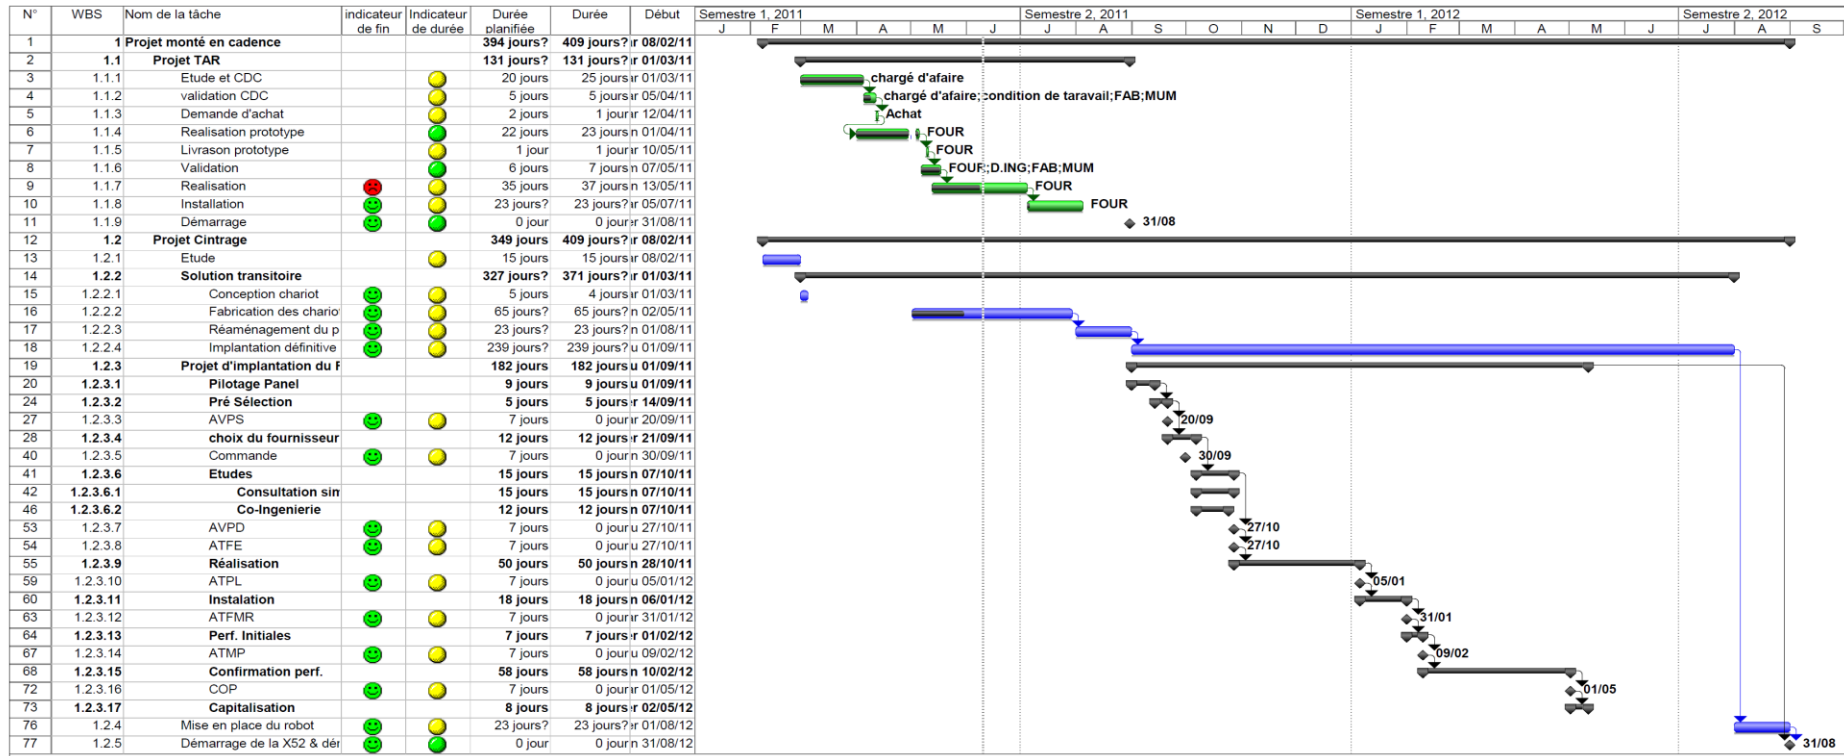 N° WBS Nom de la tâche indicateur de fin Indicateur de durée Durée planifiée Durée Début Semestre 1, 2011 Semestre 2, 2011 Semestre 1, 2012 Semestre 2, 2012
J F M A M J J A S O N D J F M A M J J A S
1 1 Projet monté en cadence 394 jours? 409 jours? 08/02/11
2 1.1 Projet TAR 131 jours? 131 jours? 01/03/11
3 1.1.1 Etude et CDC 20 jours 25 jours 01/03/11 chargé d'afaire
4 1.1.2 validation CDC 5 jours 5 jours 05/04/11 chargé d'afaire;condition de taravail;FAB;MUM
5 1.1.3 Demande d'achat 2 jours 1 jour 12/04/11 Achat
6 1.1.4 Realisation prototype 22 jours 23 jours 01/04/11 FOUR
7 1.1.5 Livrason prototype 1 jour 1 jour 10/05/11 FOUR
8 1.1.6 Validation 6 jours 7 jours 07/05/11 FOUR;D.ING;FAB;MUM
9 1.1.7 Realisation 35 jours 37 jours 13/05/11 FOUR
10 1.1.8 Installation 23 jours? 23 jours? 05/07/11 FOUR
11 1.1.9 Démarrage 0 jour 0 jour 31/08/11 31/08
12 1.2 Projet Cintrage 349 jours 409 jours? 08/02/11
13 1.2.1 Etude 15 jours 15 jours 08/02/11
14 1.2.2 Solution transitoire 327 jours? 371 jours? 01/03/11
15 1.2.2.1 Conception chariot 5 jours 4 jours 01/03/11
16 1.2.2.2 Fabrication des chario 65 jours? 65 jours? 02/05/11
17 1.2.2.3 Réaménagement du p 23 jours? 23 jours? 01/08/11
18 1.2.2.4 Implantation définitive 239 jours? 239 jours? 01/09/11
19 1.2.3 Projet d'implantation du F 182 jours 182 jours 01/09/11
20 1.2.3.1 Pilotage Panel 9 jours 9 jours 01/09/11
24 1.2.3.2 Pré Sélection 5 jours 5 jours 14/09/11
27 1.2.3.3 AVPS 7 jours 0 jour 20/09/11 20/09
28 1.2.3.4 choix du fournisseur 12 jours 12 jours 21/09/11
40 1.2.3.5 Commande 7 jours 0 jour 30/09/11 30/09
41 1.2.3.6 Etudes 15 jours 15 jours 07/10/11
42 1.2.3.6.1 Consultation sim 15 jours 15 jours 07/10/11
46 1.2.3.6.2 Co-Ingenierie 12 jours 12 jours 07/10/11
53 1.2.3.7 AVPD 7 jours 0 jour 27/10/11 27/10
54 1.2.3.8 ATFE 7 jours 0 jour 27/10/11 27/10
55 1.2.3.9 Réalisation 50 jours 50 jours 28/10/11
59 1.2.3.10 ATPL 7 jours 0 jour 05/01/12 05/01
60 1.2.3.11 Instalation 18 jours 18 jours 06/01/12
63 1.2.3.12 ATFMR 7 jours 0 jour 31/01/12 31/01
64 1.2.3.13 Perf. Initiales 7 jours 7 jours 01/02/12
67 1.2.3.14 ATMP 7 jours 0 jour 09/02/12 09/02
68 1.2.3.15 Confirmation perf. 58 jours 58 jours 10/02/12
72 1.2.3.16 COP 7 jours 0 jour 01/05/12 01/05
73 1.2.3.17 Capitalisation 8 jours 8 jours 02/05/12
76 1.2.4 Mise en place du robot 23 jours? 23 jours? 01/08/12
77 1.2.5 Démarrage de la X52 & dér 0 jour 0 jour 31/08/12 31/08